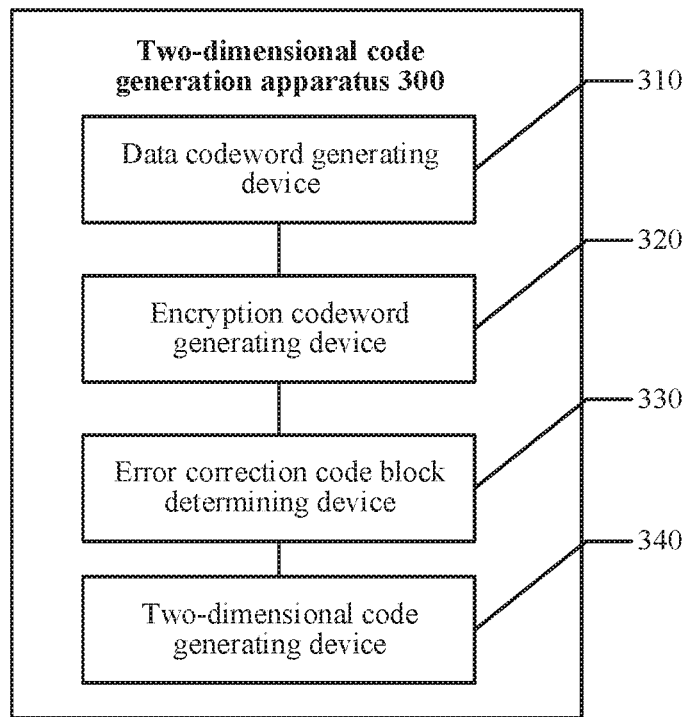 Two-dimensional code
generation apparatus 300
310
Data codeword generating
device
320
Encryption codeword
generating device
330
Error correction code block
determining device
340
Two-dimensional code
generating device